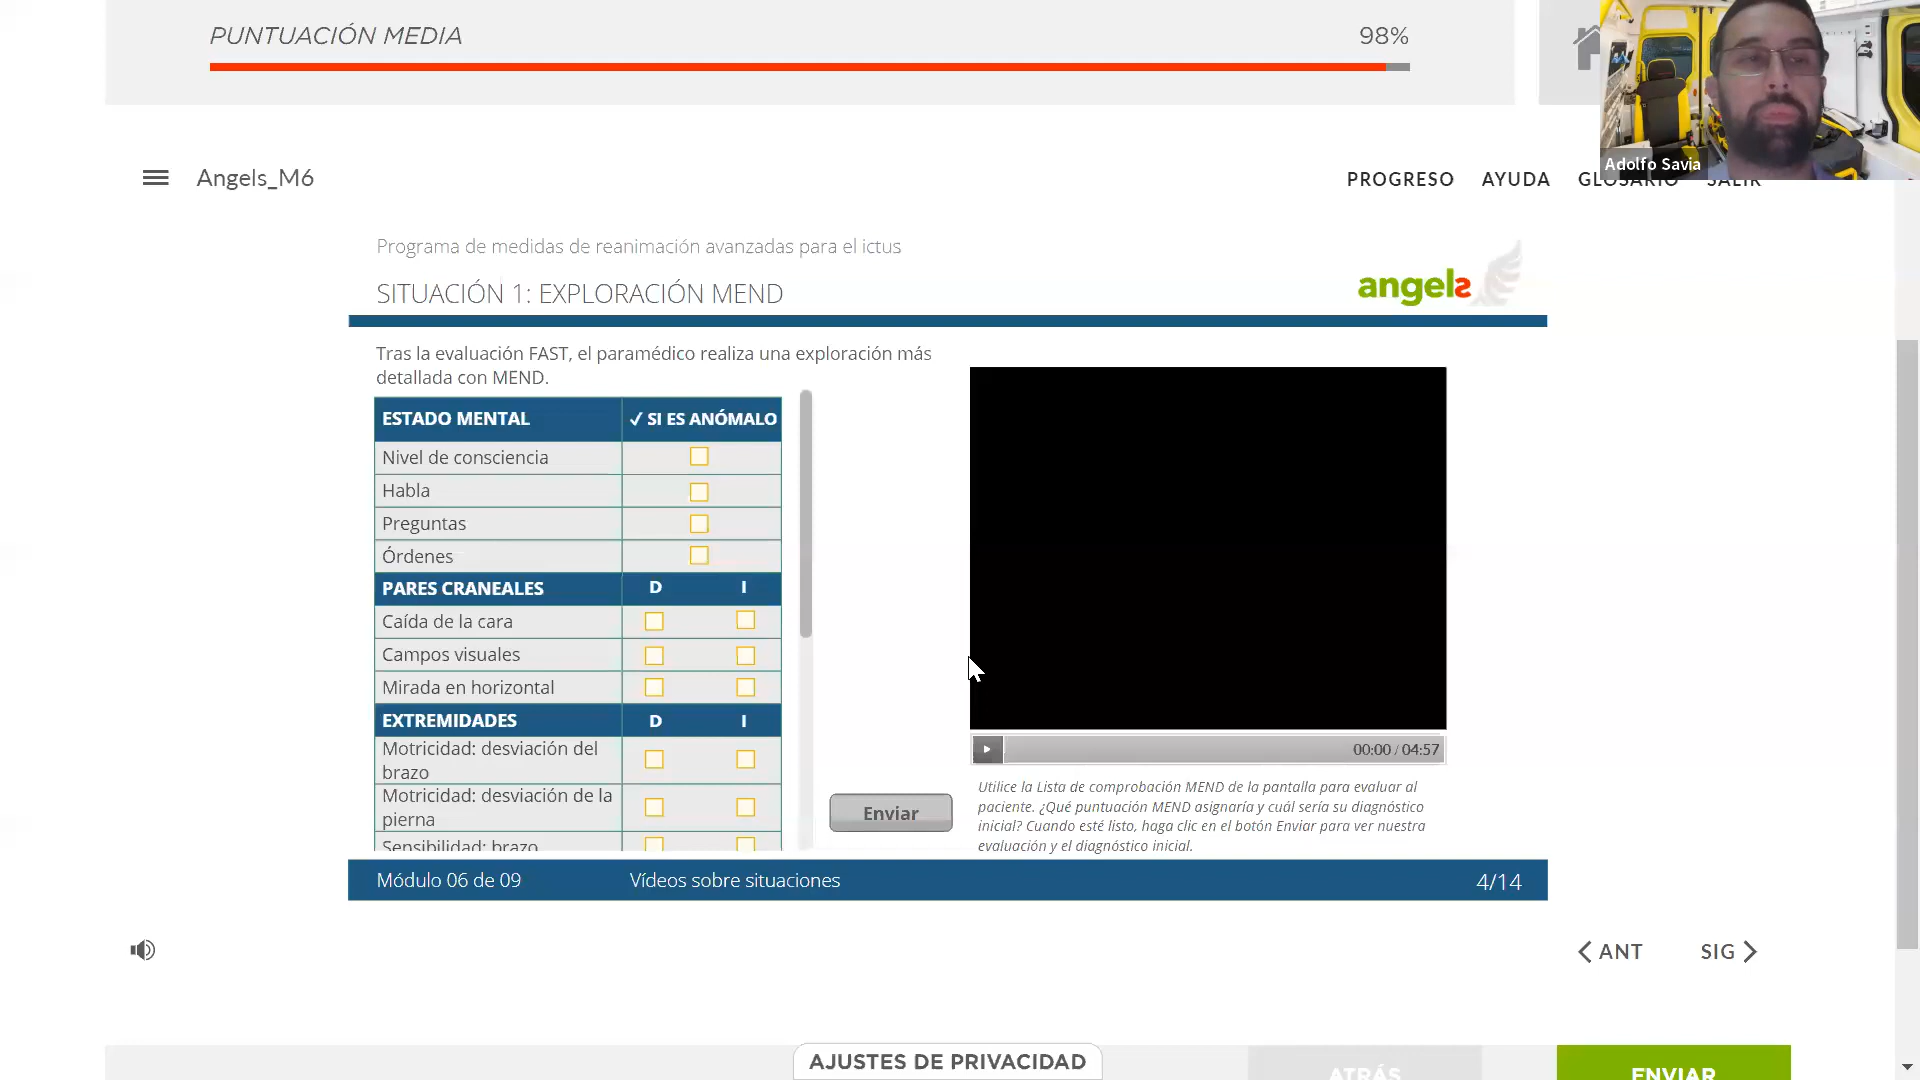 PUNTUACIÓN MEDIA
98%
Adolfo Savia
Angels_M6
PROGRESO
AYUDA
GLOSARIO
SALIR
Programa de medidas de reanimación avanzadas para el ictus
SITUACIÓN 1: EXPLORACIÓN MEND
angels
Tras la evaluación FAST, el paramédico realiza una exploración más
detallada con MEND.
ESTADO MENTAL
✓ SI ES ANÓMALO
Nivel de consciencia
Habla
Preguntas
Órdenes
PARES CRANEALES D I
Caída de la cara
Campos visuales
Mirada en horizontal
EXTREMIDADES D I
Motricidad: desviación del
brazo
Motricidad: desviación de la
pierna
Sensibilidad: brazo
Enviar
00:00 / 04:57
Utilice la Lista de comprobación MEND de la pantalla para evaluar al
paciente. ¿Qué puntuación MEND asignaría y cuál sería su diagnóstico
inicial? Cuando esté listo, haga clic en el botón Enviar para ver nuestra
evaluación y el diagnóstico inicial.
Módulo 06 de 09
Vídeos sobre situaciones
4/14
ANT
SIG
AJUSTES DE PRIVACIDAD
ATRÁS
ENVIAR